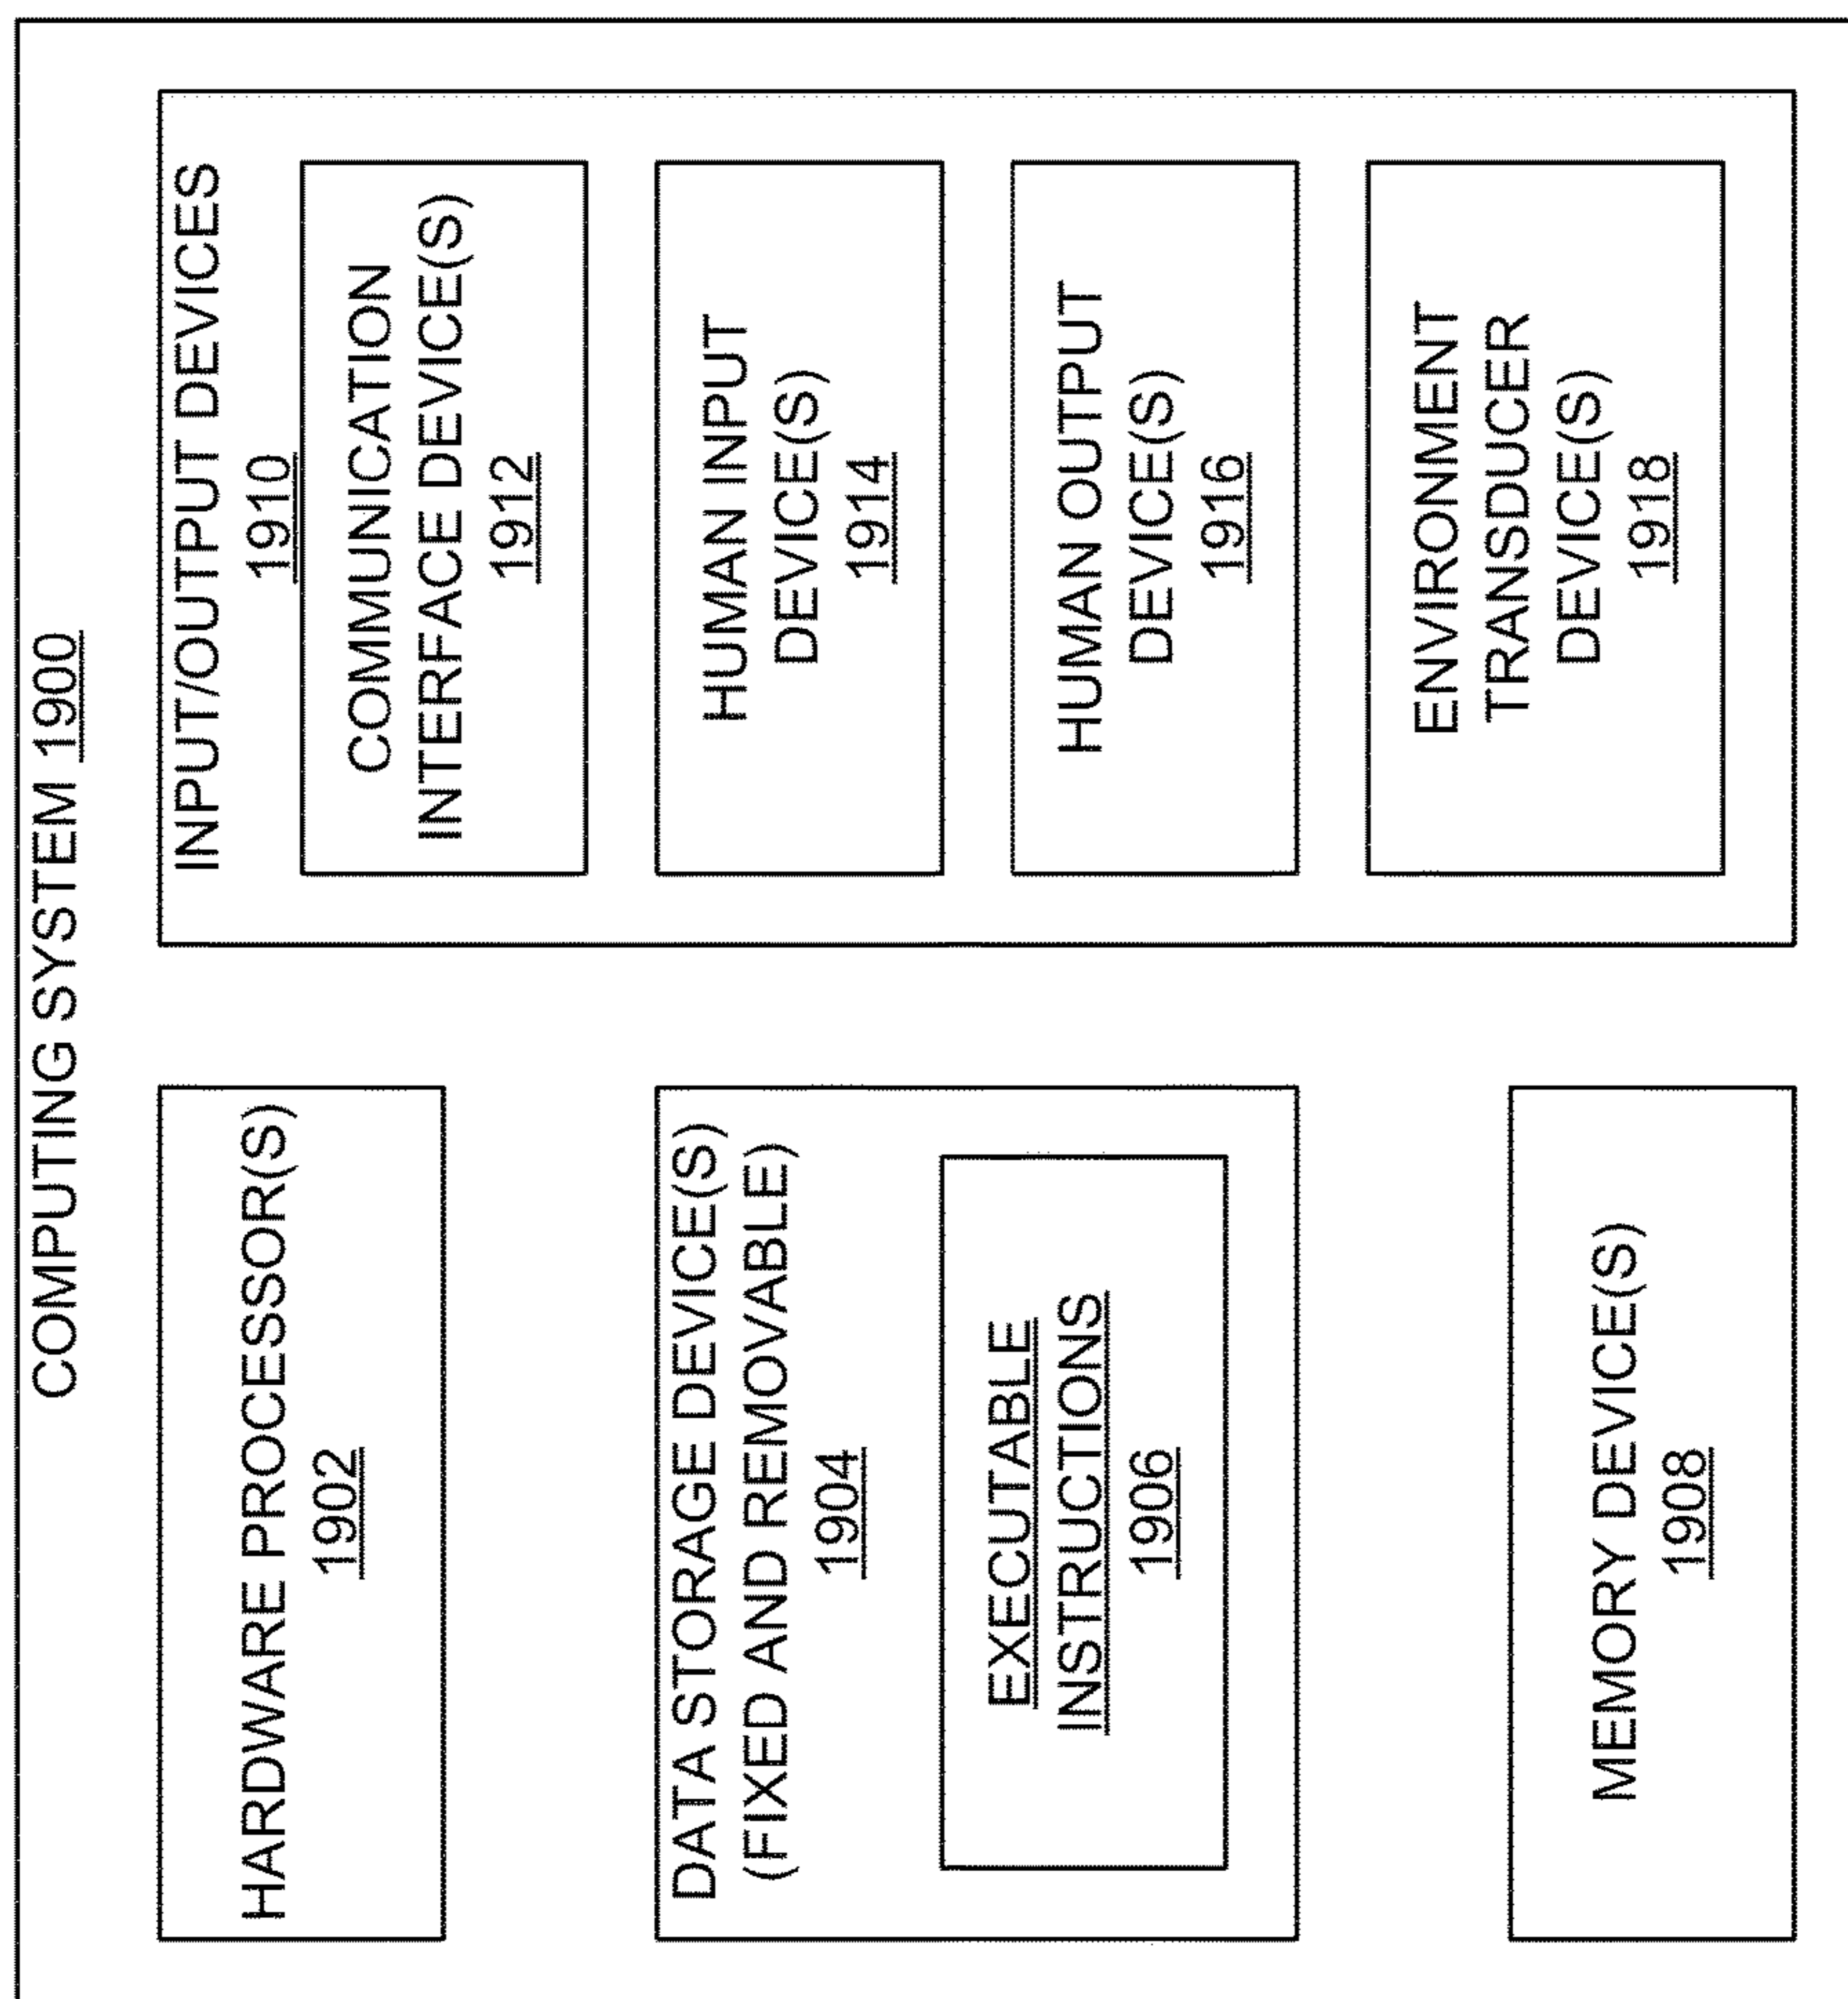 COMPUTING SYSTEM 1900
HARDWARE PROCESSOR(S)
1902
DATA STORAGE DEVICE(S)
(FIXED AND REMOVABLE)
1904
EXECUTABLE
INSTRUCTIONS
1906
MEMORY DEVICE(S)
1908
INPUT/OUTPUT DEVICES
1910
COMMUNICATION
INTERFACE DEVICE(S)
1912
HUMAN INPUT
DEVICE(S)
1914
HUMAN OUTPUT
DEVICE(S)
1916
ENVIRONMENT
TRANSDUCER
DEVICE(S)
1918